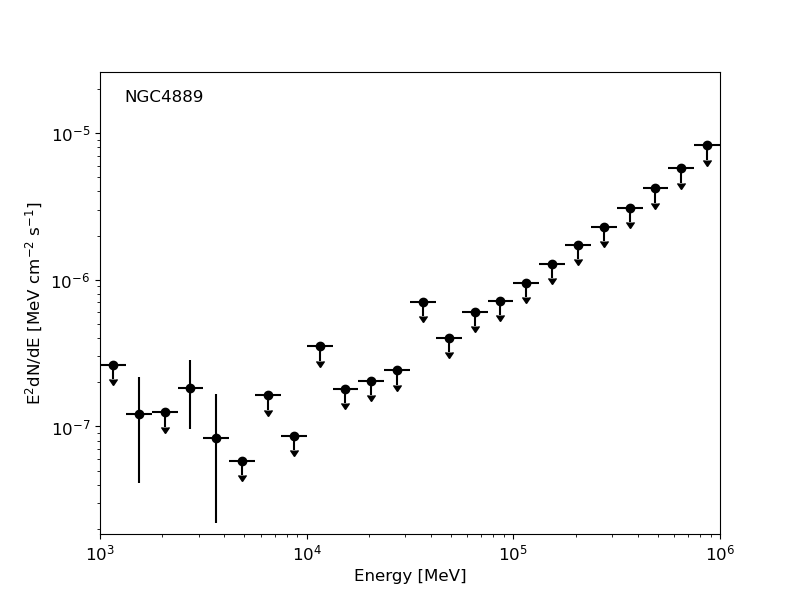 NGC4889
10⁻⁵
10⁻⁶
10⁻⁷
E²dN/dE [MeV cm⁻² s⁻¹]
10³ 10⁴ 10⁵ 10⁶
Energy [MeV]